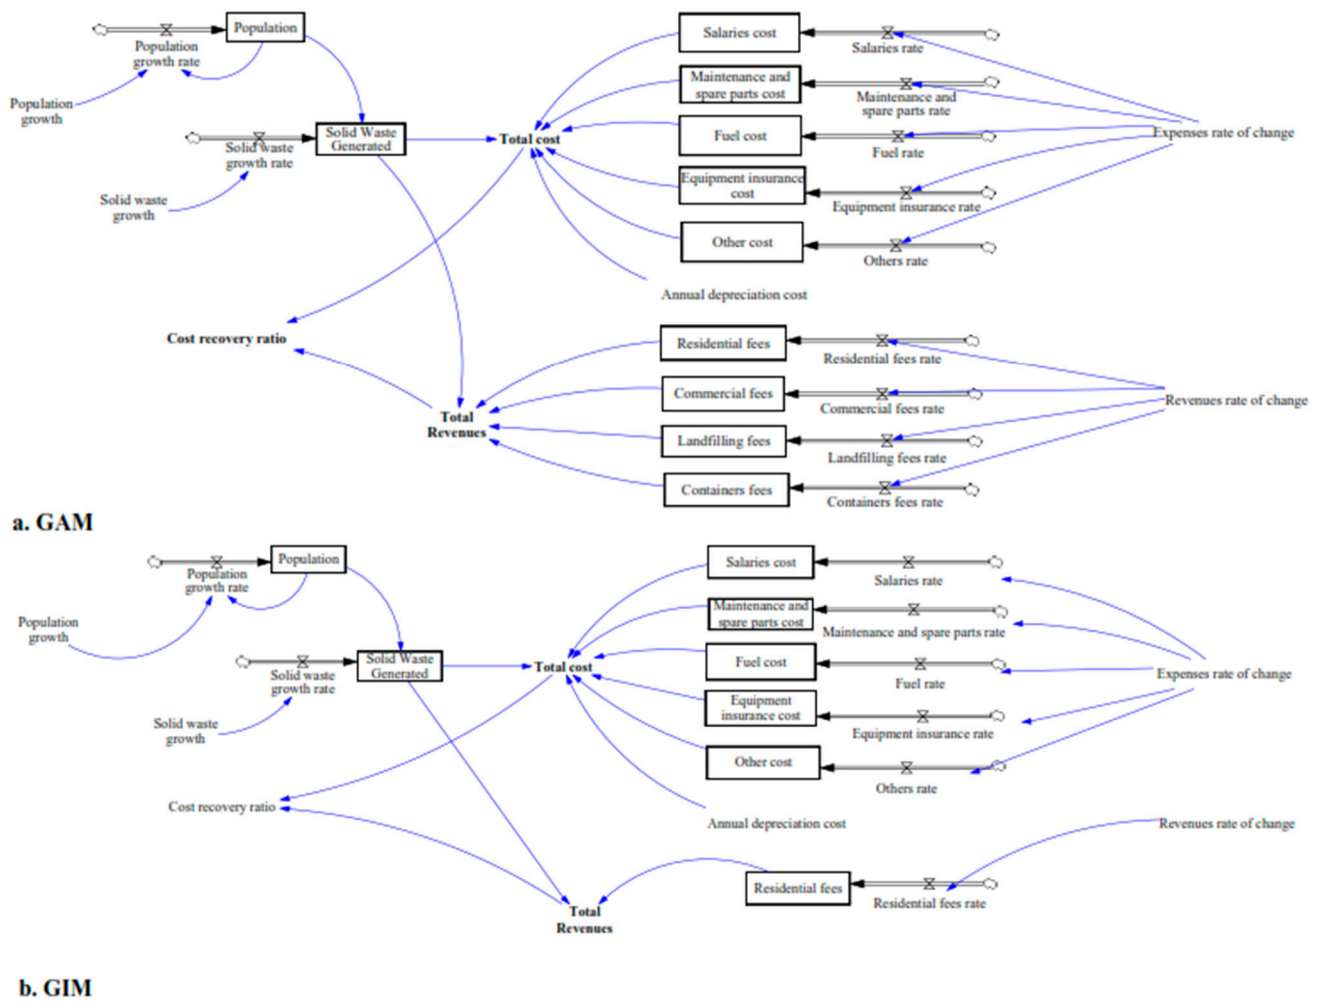 Population
Population
growth rate
Population
growth
Solid Waste
Generated
Solid waste
growth rate
Solid waste
growth
Total cost
Salaries cost
Salaries rate
Maintenance and
spare parts cost
Maintenance and
spare parts rate
Fuel cost
Fuel rate
Equipment insurance
cost
Equipment insurance rate
Other cost
Others rate
Annual depreciation cost
Expenses rate of change
Cost recovery ratio
Total
Revenues
Residential fees
Residential fees rate
Commercial fees
Commercial fees rate
Landfilling fees
Landfilling fees rate
Containers fees
Containers fees rate
Revenues rate of change
a. GAM
Population
Population
growth rate
Population
growth
Solid Waste
Generated
Solid waste
growth rate
Solid waste
growth
Total cost
Salaries cost
Salaries rate
Maintenance and
spare parts cost
Maintenance and spare parts rate
Fuel cost
Fuel rate
Equipment
insurance cost
Equipment insurance rate
Other cost
Others rate
Annual depreciation cost
Expenses rate of change
Cost recovery ratio
Revenues rate of change
Residential fees
Residential fees rate
Total
Revenues
b. GIM